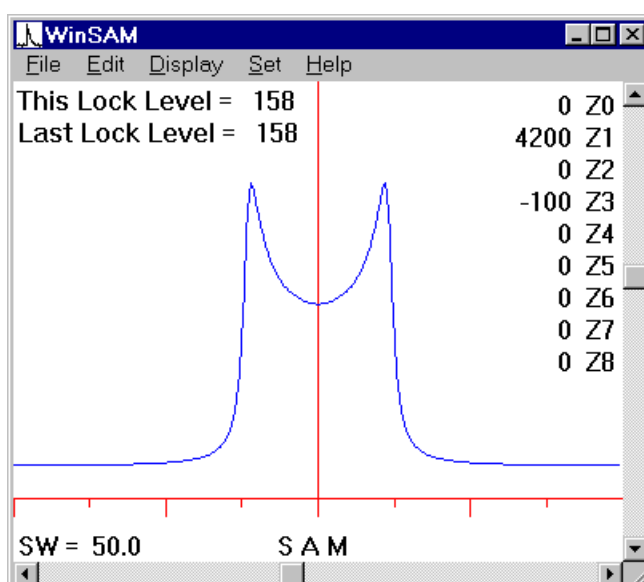 WinSAM
File Edit Display Set Help
This Lock Level = 158
Last Lock Level = 158
0 Z0
4200 Z1
0 Z2
-100 Z3
0 Z4
0 Z5
0 Z6
0 Z7
0 Z8
SW = 50.0 S A M